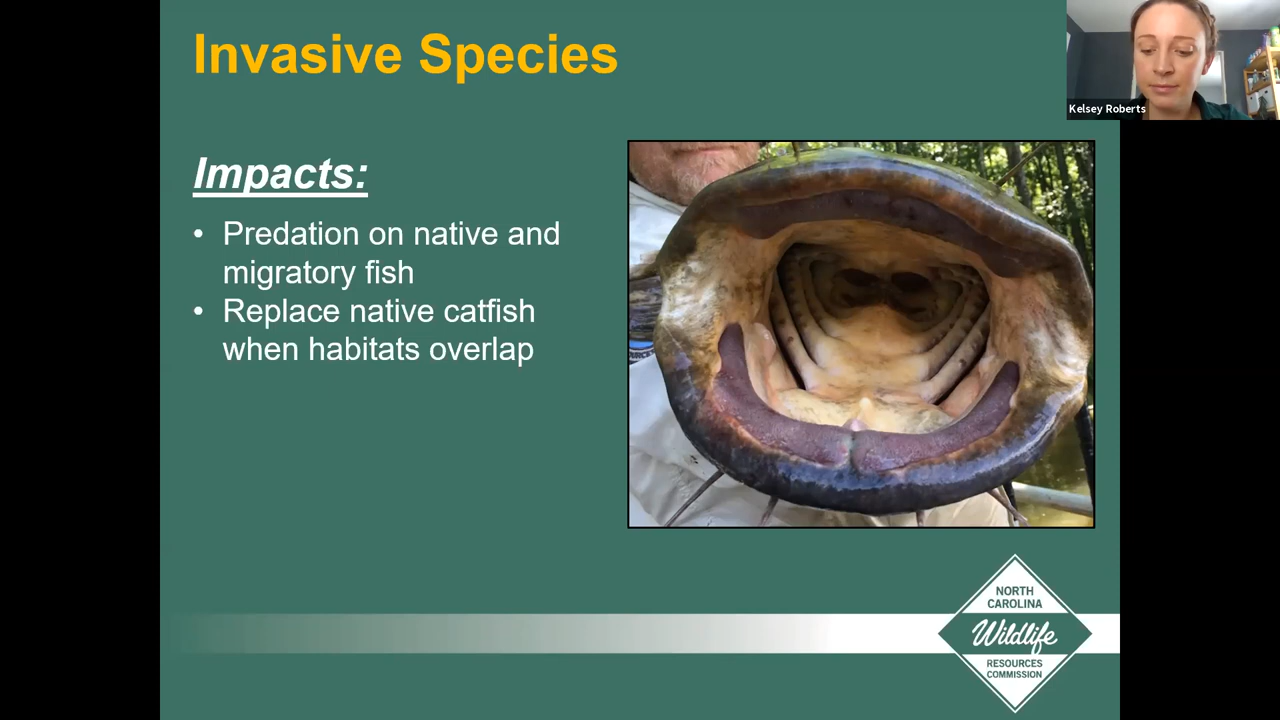 Invasive Species
Kelsey Roberts
Impacts:
• Predation on native and
migratory fish
• Replace native catfish
when habitats overlap
NORTH
CAROLINA
Wildlife
RESOURCES
COMMISSION